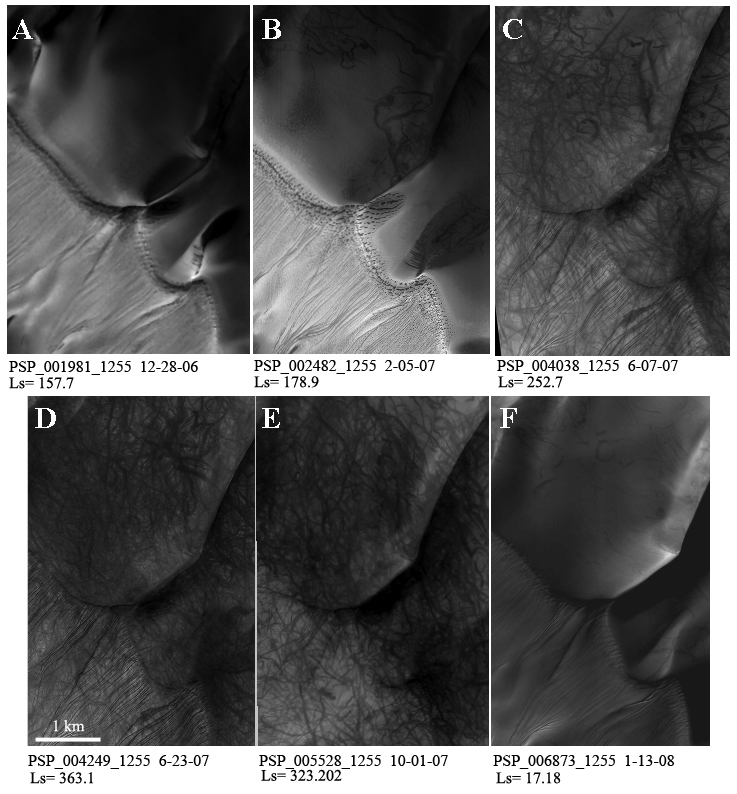 A B C
PSP_001981_1255 12-28-06 PSP_002482_1255 2-05-07 PSP_004038_1255 6-07-07
Ls= 157.7 Ls= 178.9 Ls= 252.7
D E F
1 km
PSP_004249_1255 6-23-07 PSP_005528_1255 10-01-07 PSP_006873_1255 1-13-08
Ls= 363.1 Ls= 323.202 Ls= 17.18